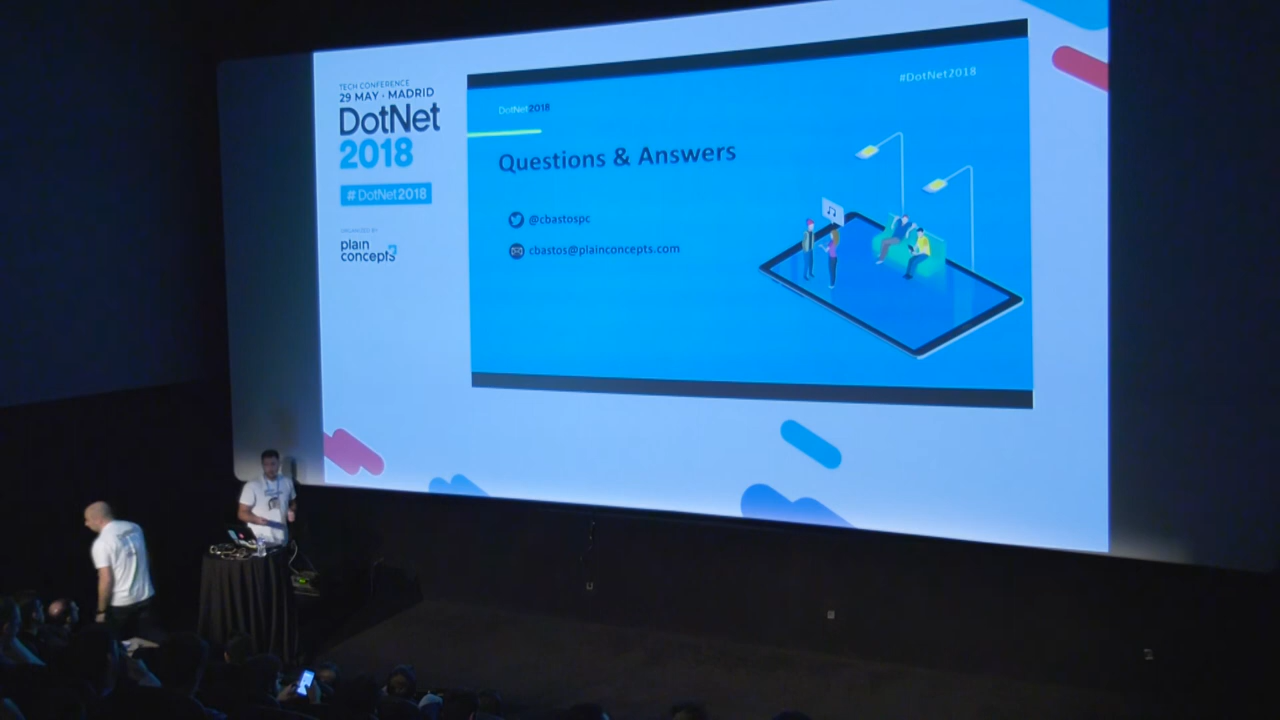 TECH CONFERENCE
29 MAY · MADRID
DotNet
2018
# DotNet2018
ORGANIZED BY
plain
concepts
#DotNet2018
DotNet2018
Questions & Answers
@cbastospc
cbastos@plainconcepts.com